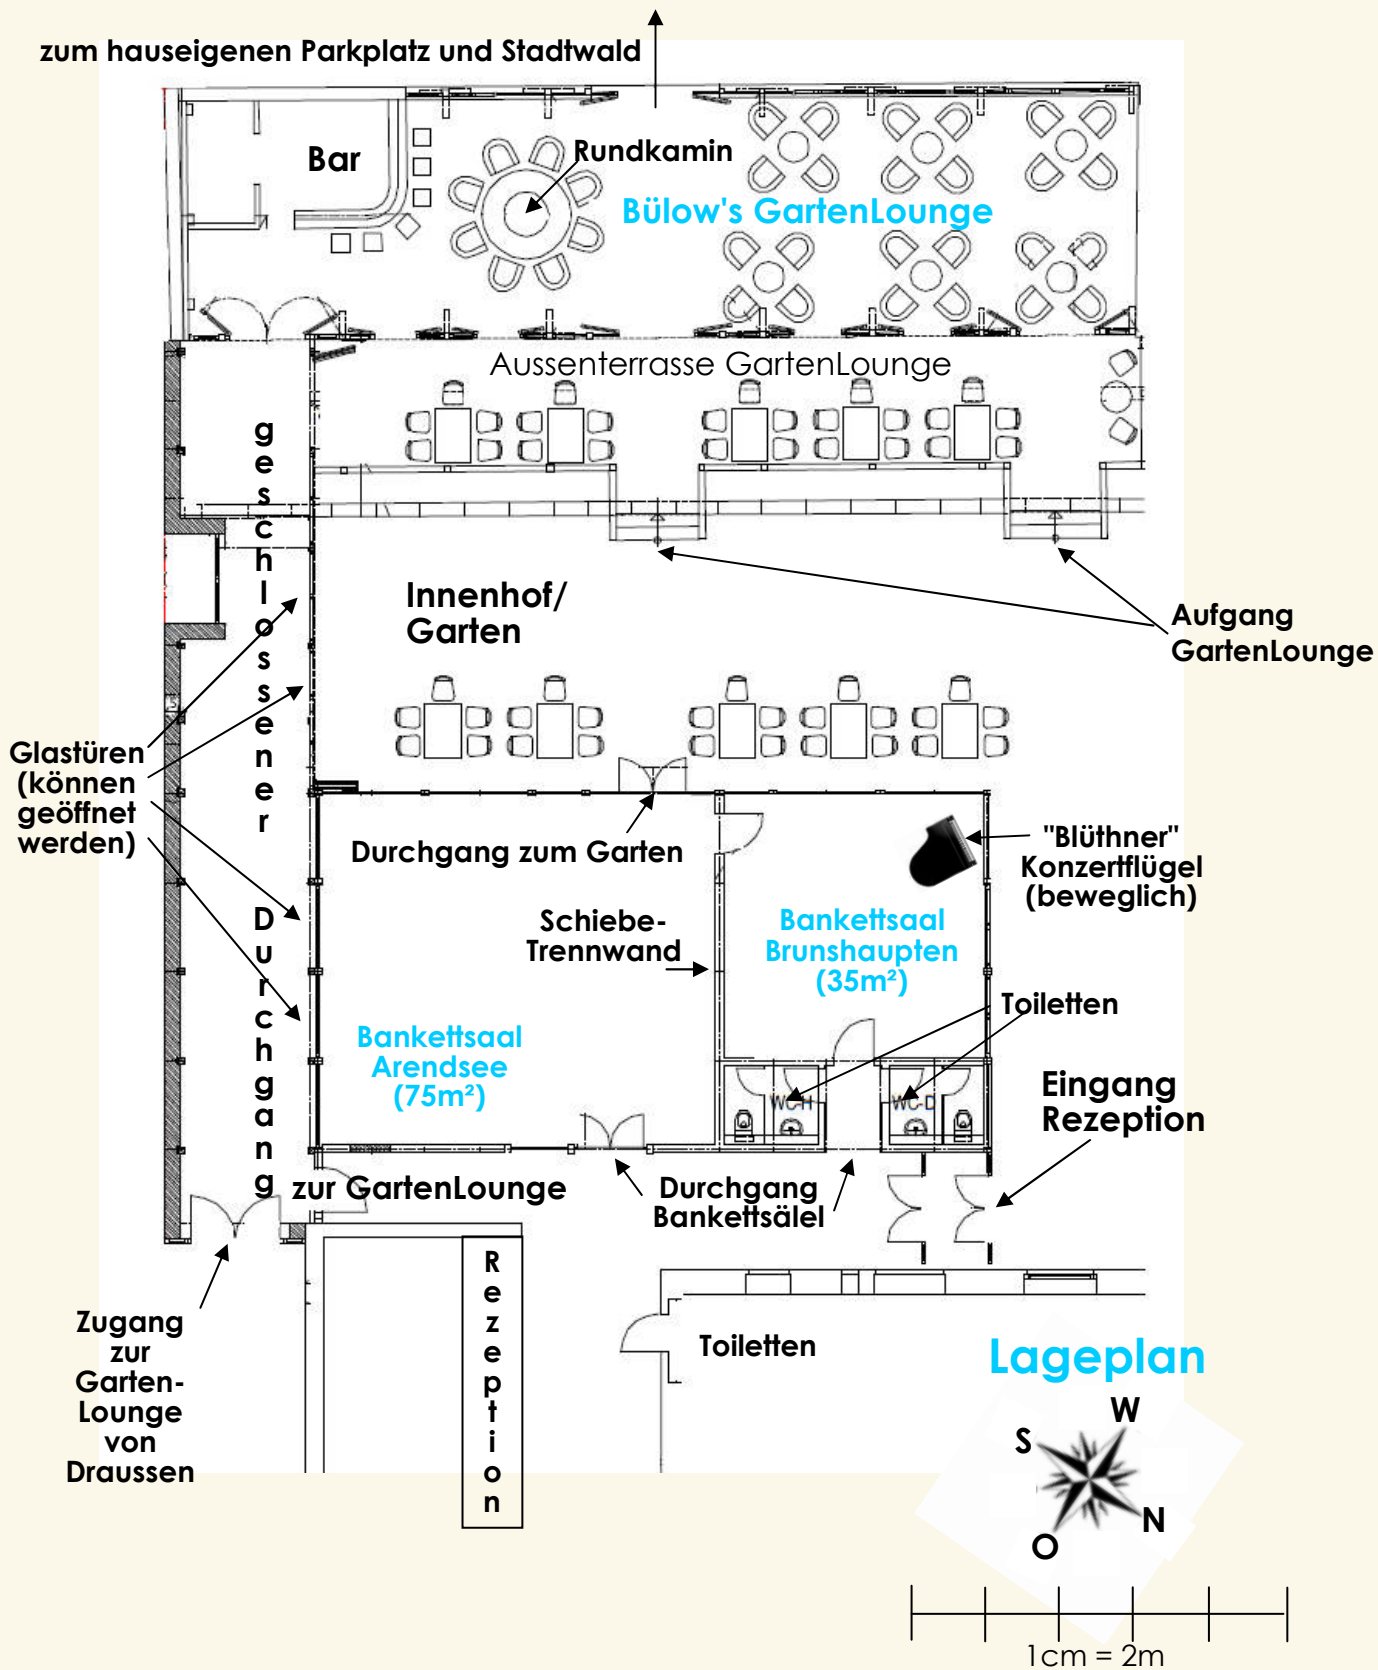 zum hauseigenen Parkplatz und Stadtwald
Bar
Rundkamin
Bülow's GartenLounge
Aussenterrasse GartenLounge
geschlossener Durchgang
zur GartenLounge
Innenhof/
Garten
Aufgang
GartenLounge
Glastüren
(können
geöffnet
werden)
Durchgang zum Garten
"Blüthner"
Konzertflügel
(beweglich)
Schiebe-
Trennwand
Bankettsaal
Brunshaupten
(35m²)
Toiletten
Bankettsaal
Arendsee
(75m²)
WC-H
WC-D
Eingang
Rezeption
Durchgang
Bankettsälel
Rezeption
Zugang
zur
Garten-
Lounge
von
Draussen
Toiletten
Lageplan
W
S
N
O
1cm = 2m